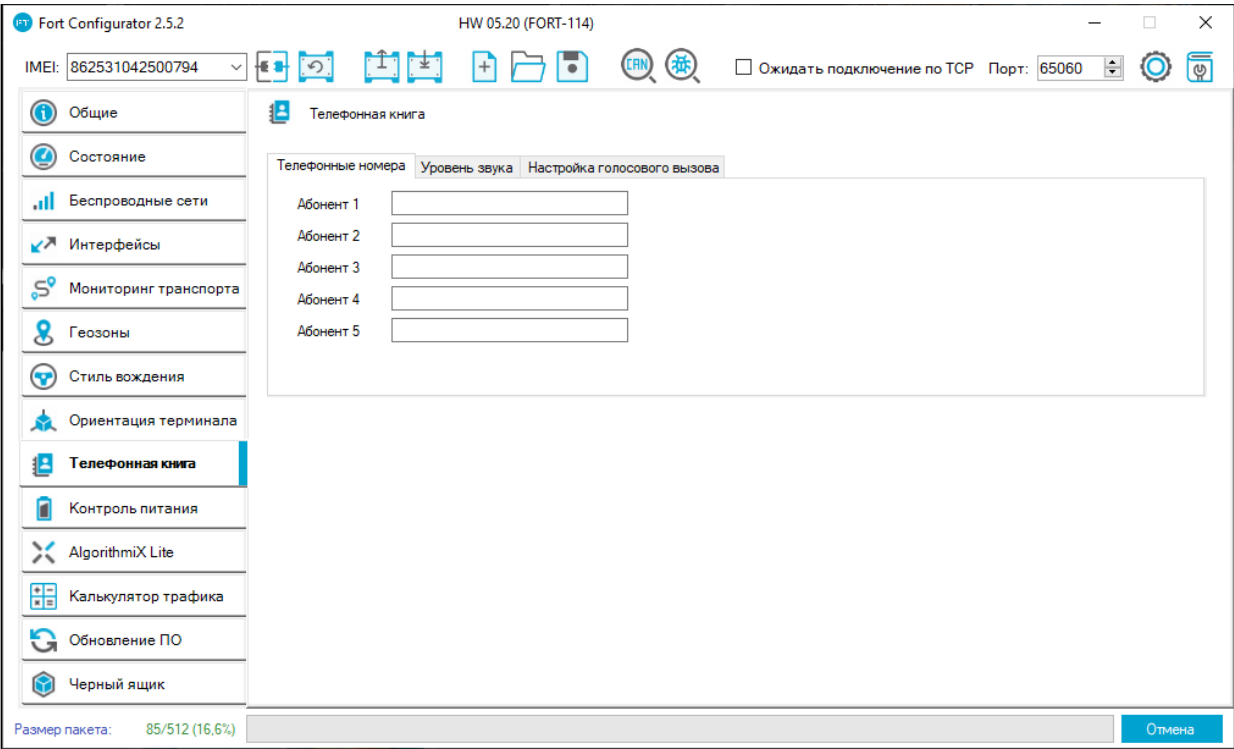 FT Fort Configurator 2.5.2 HW 05.20 (FORT-114)
IMEI: 862531042500794 CAN Ожидать подключение по TCP Порт: 65060
Общие
Состояние
Беспроводные сети
Интерфейсы
Мониторинг транспорта
Геозоны
Стиль вождения
Ориентация терминала
Телефонная книга
Контроль питания
AlgorithmiX Lite
Калькулятор трафика
Обновление ПО
Черный ящик
Телефонная книга
Телефонные номера Уровень звука Настройка голосового вызова
Абонент 1
Абонент 2
Абонент 3
Абонент 4
Абонент 5
Размер пакета: 85/512 (16,6%) Отмена